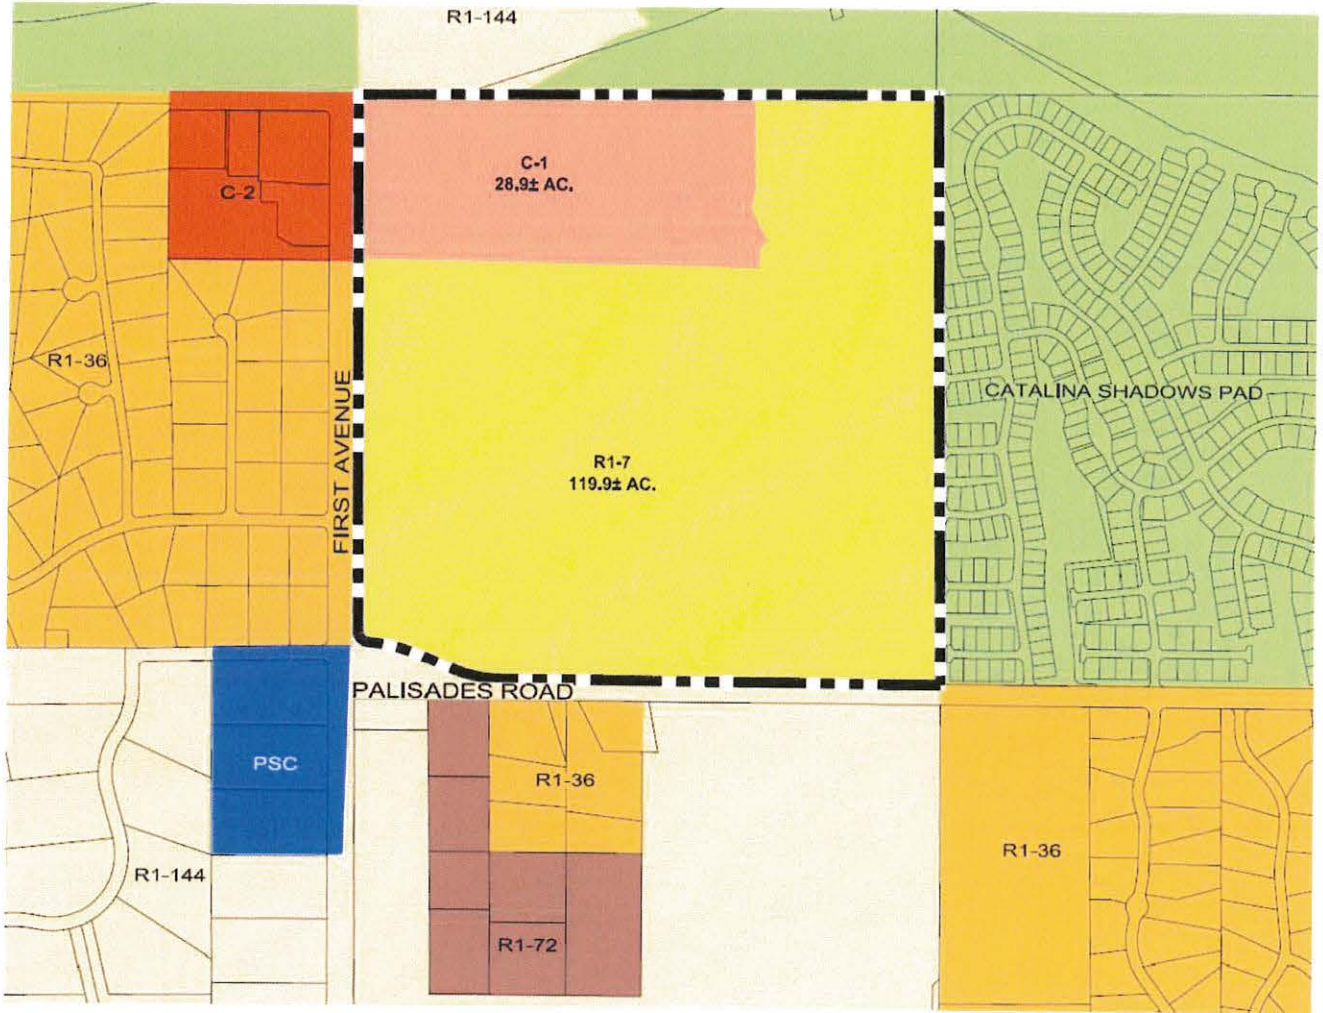 R1-144
C-1
28.9± AC.
C-2
R1-36
FIRST AVENUE
CATALINA SHADOWS PAD
R1-7
119.9± AC.
PALISADES ROAD
PSC
R1-36
R1-36
R1-144
R1-72